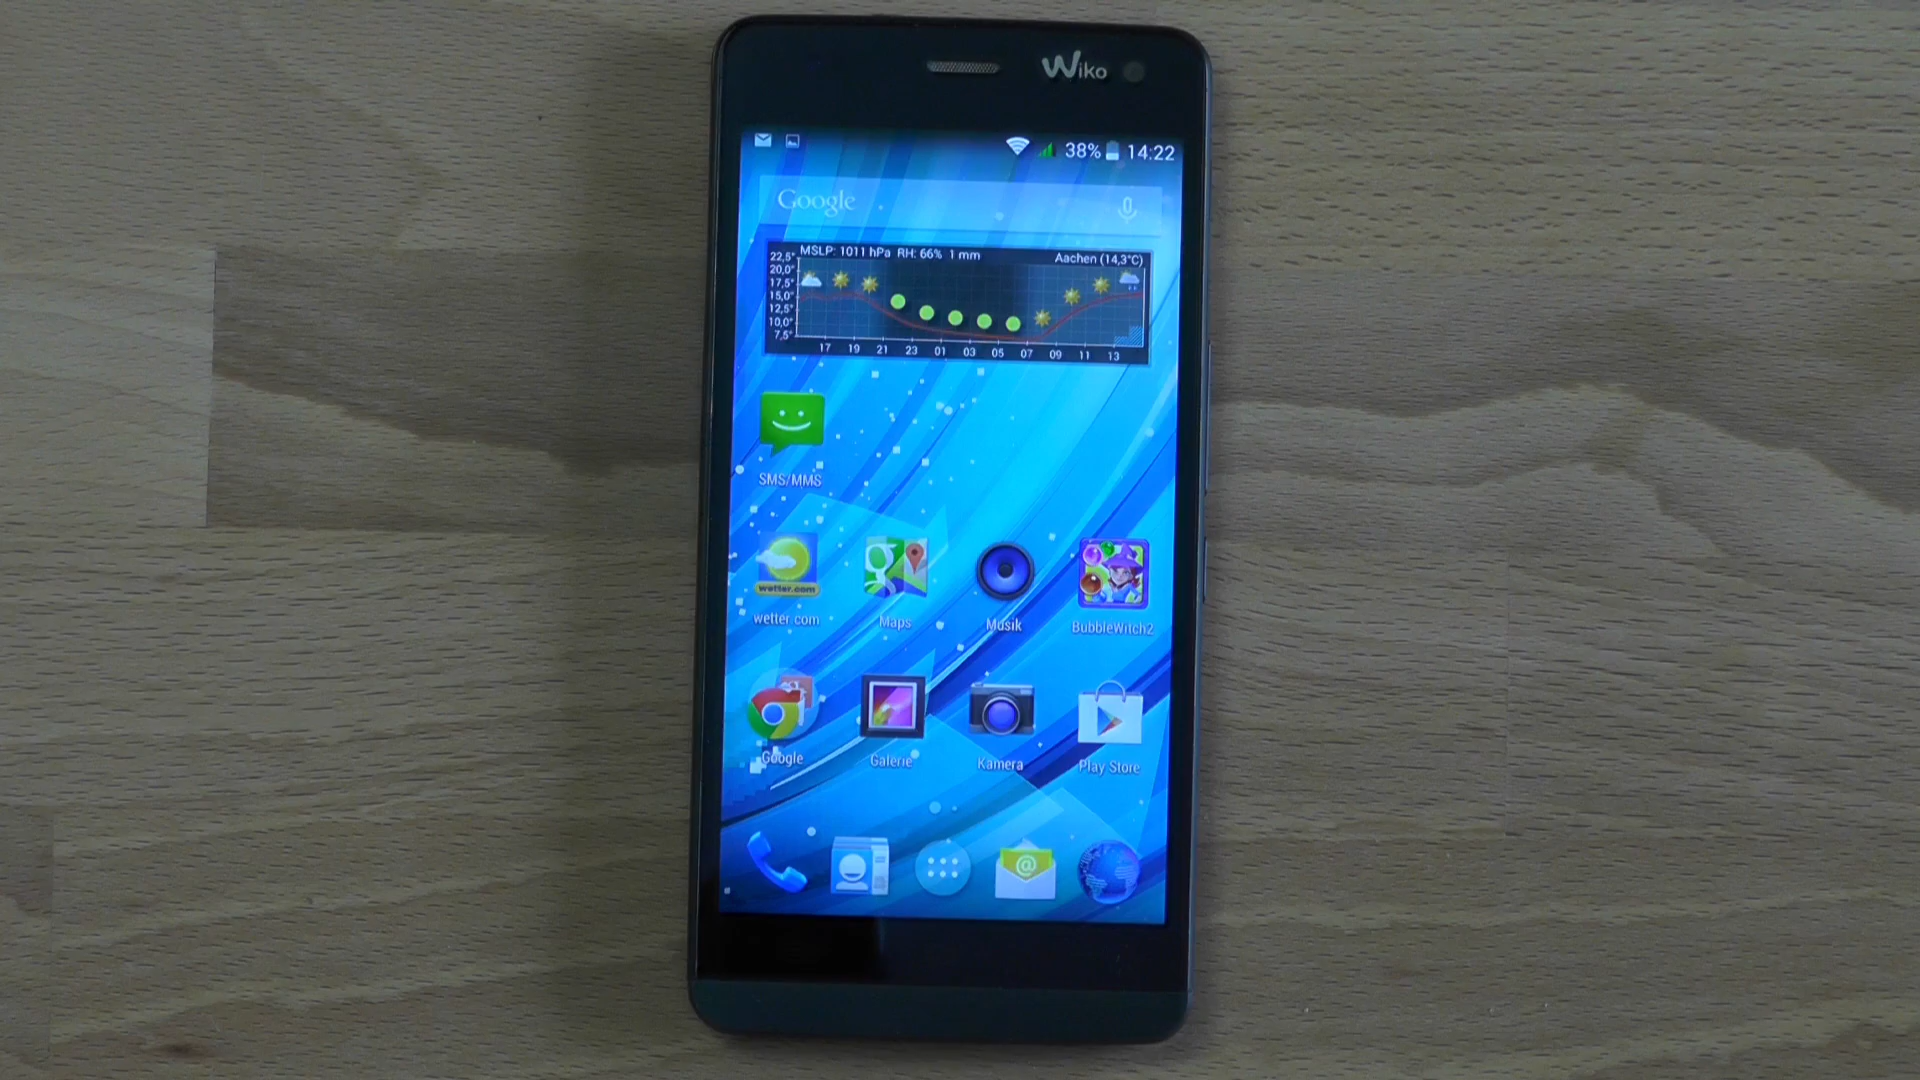 Wiko
38% 14:22
Google
MSLP: 1011 hPa RH: 66% 1 mm
Aachen (14,3°C)
22,5°
20,0°
17,5°
15,0°
12,5°
10,0°
7,5°
17 19 21 23 01 03 05 07 09 11 13
SMS/MMS
wetter.com
wetter.com Maps Musik BubbleWitch2
Google Galerie Kamera Play Store
@